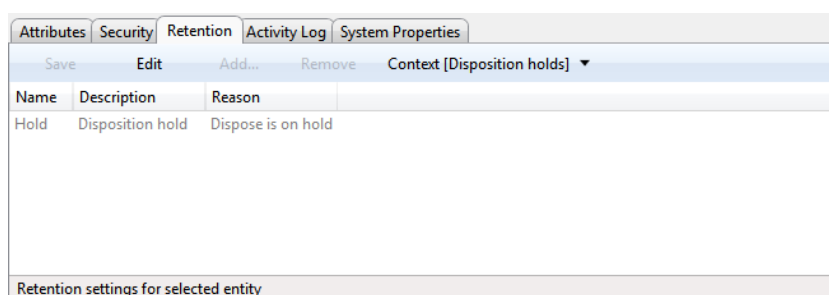 Attributes Security Retention Activity Log System Properties
Save Edit Add... Remove Context [Disposition holds]
Name Description Reason
Hold Disposition hold Dispose is on hold
Retention settings for selected entity